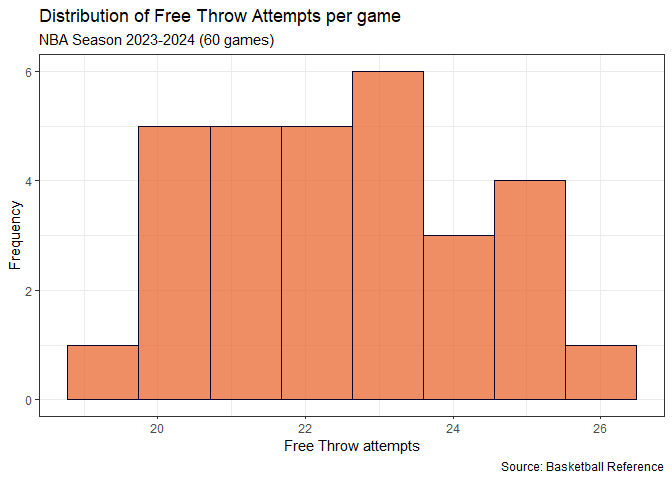 Distribution of Free Throw Attempts per game
NBA Season 2023-2024 (60 games)
6
4
2
0
Frequency
20 22 24 26
Free Throw attempts
Source: Basketball Reference